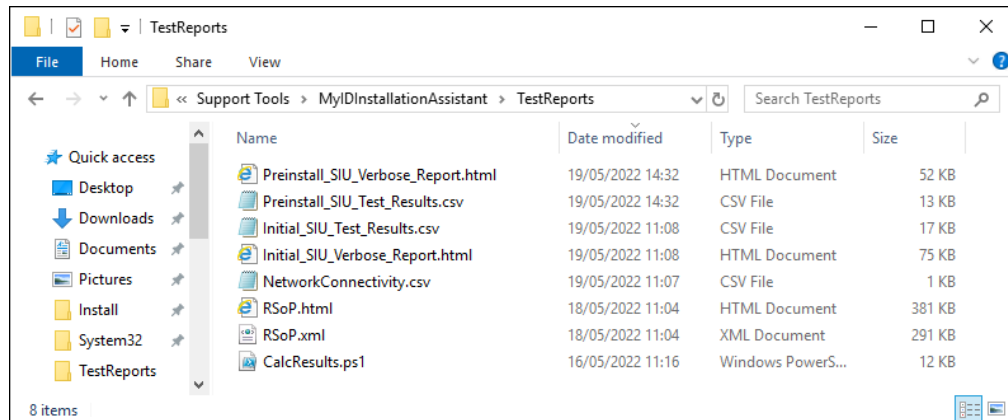 TestReports
File Home Share View
« Support Tools › MyIDInstallationAssistant › TestReports Search TestReports
Name Date modified Type Size
Quick access
Desktop
Downloads
Documents
Pictures
Install
System32
TestReports
Preinstall_SIU_Verbose_Report.html 19/05/2022 14:32 HTML Document 52 KB
Preinstall_SIU_Test_Results.csv 19/05/2022 14:32 CSV File 13 KB
Initial_SIU_Test_Results.csv 19/05/2022 11:08 CSV File 17 KB
Initial_SIU_Verbose_Report.html 19/05/2022 11:08 HTML Document 75 KB
NetworkConnectivity.csv 19/05/2022 11:07 CSV File 1 KB
RSoP.html 18/05/2022 11:04 HTML Document 381 KB
RSoP.xml 18/05/2022 11:04 XML Document 291 KB
CalcResults.ps1 16/05/2022 11:16 Windows PowerS... 12 KB
8 items